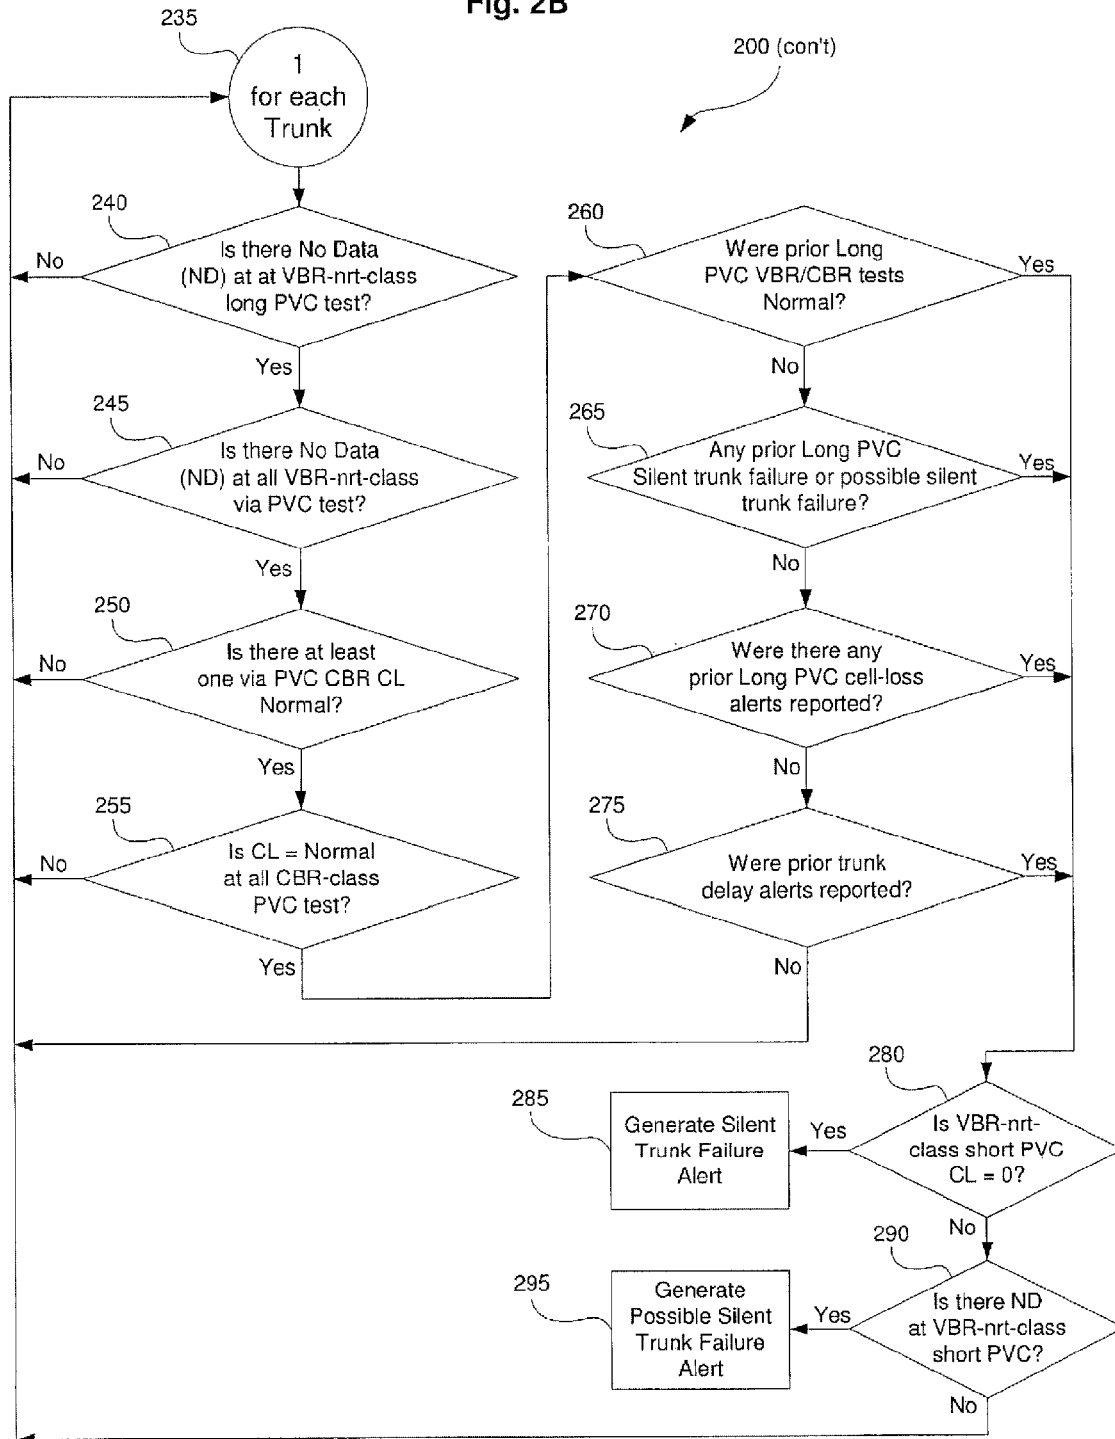 Fig. 2B
235
200 (con't)
1
for each
Trunk
240
Is there No Data
(ND) at at VBR-nrt-class
long PVC test?
No
Yes
245
Is there No Data
(ND) at all VBR-nrt-class
via PVC test?
No
Yes
250
Is there at least
one via PVC CBR CL
Normal?
No
Yes
255
Is CL = Normal
at all CBR-class
PVC test?
No
Yes
260
Were prior Long
PVC VBR/CBR tests
Normal?
Yes
No
265
Any prior Long PVC
Silent trunk failure or possible silent
trunk failure?
Yes
No
270
Were there any
prior Long PVC cell-loss
alerts reported?
Yes
No
275
Were prior trunk
delay alerts reported?
Yes
No
280
Is VBR-nrt-
class short PVC
CL = 0?
Yes
No
285
Generate Silent
Trunk Failure
Alert
290
Is there ND
at VBR-nrt-class
short PVC?
Yes
No
295
Generate
Possible Silent
Trunk Failure
Alert